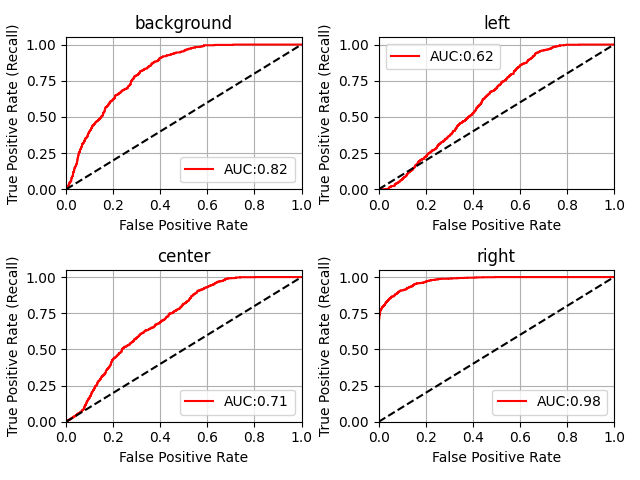 background
True Positive Rate (Recall)
1.00
0.75
0.50
0.25
0.00
AUC:0.82
0.0 0.2 0.4 0.6 0.8 1.0
False Positive Rate
left
True Positive Rate (Recall)
1.00
0.75
0.50
0.25
0.00
AUC:0.62
0.0 0.2 0.4 0.6 0.8 1.0
False Positive Rate
center
True Positive Rate (Recall)
1.00
0.75
0.50
0.25
0.00
AUC:0.71
0.0 0.2 0.4 0.6 0.8 1.0
False Positive Rate
right
True Positive Rate (Recall)
1.00
0.75
0.50
0.25
0.00
AUC:0.98
0.0 0.2 0.4 0.6 0.8 1.0
False Positive Rate